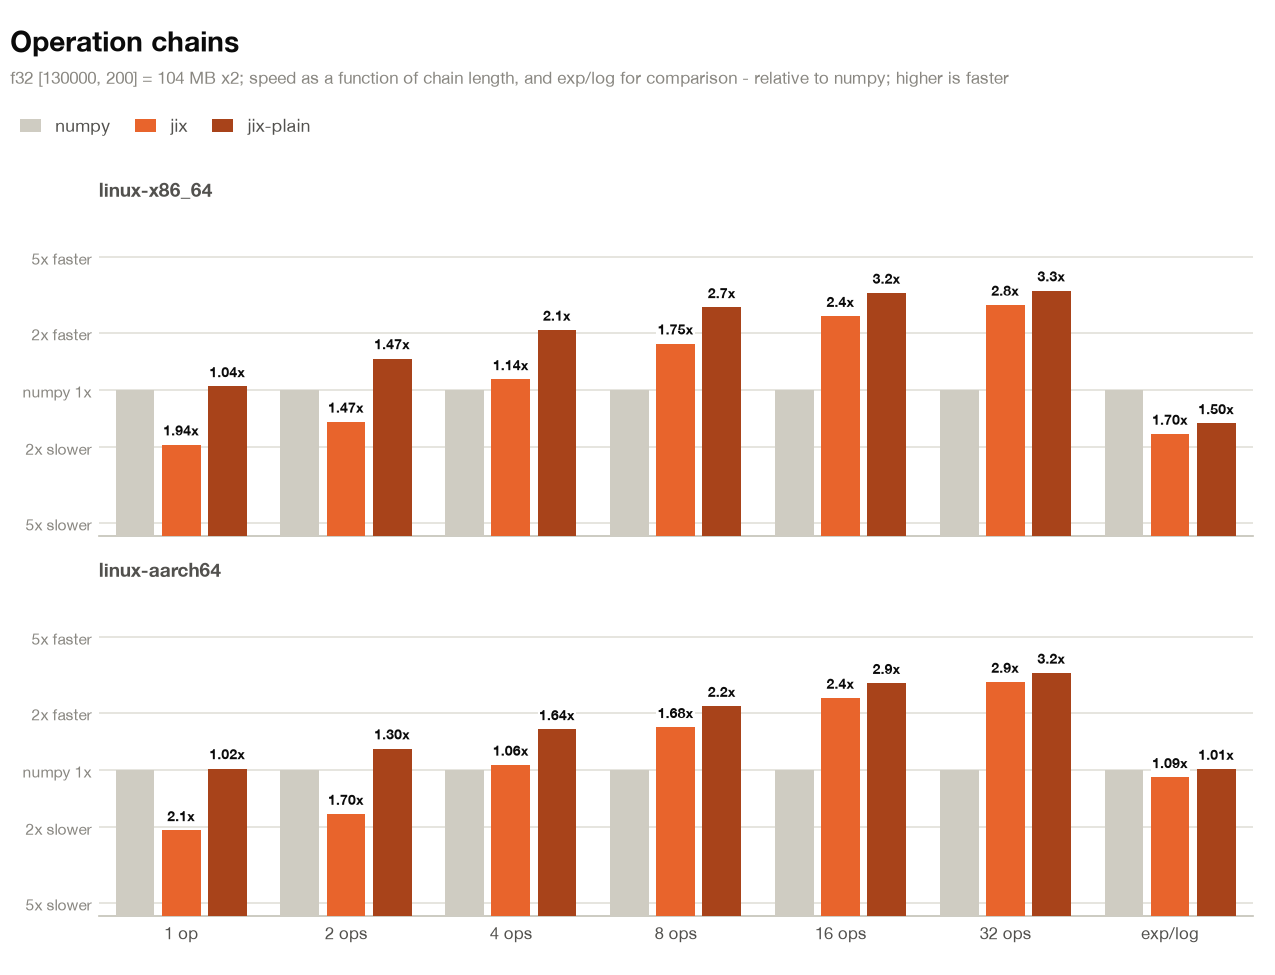 Operation chains
f32 [130000, 200] = 104 MB x2; speed as a function of chain length, and exp/log for comparison - relative to numpy; higher is faster
numpy jix jix-plain
linux-x86_64
5x faster
2x faster
numpy 1x
2x slower
5x slower
1.94x 1.04x
1.47x 1.47x
1.14x 2.1x
1.75x 2.7x
2.4x 3.2x
2.8x 3.3x
1.70x 1.50x
linux-aarch64
5x faster
2x faster
numpy 1x
2x slower
5x slower
2.1x 1.02x
1.70x 1.30x
1.06x 1.64x
1.68x 2.2x
2.4x 2.9x
2.9x 3.2x
1.09x 1.01x
1 op 2 ops 4 ops 8 ops 16 ops 32 ops exp/log